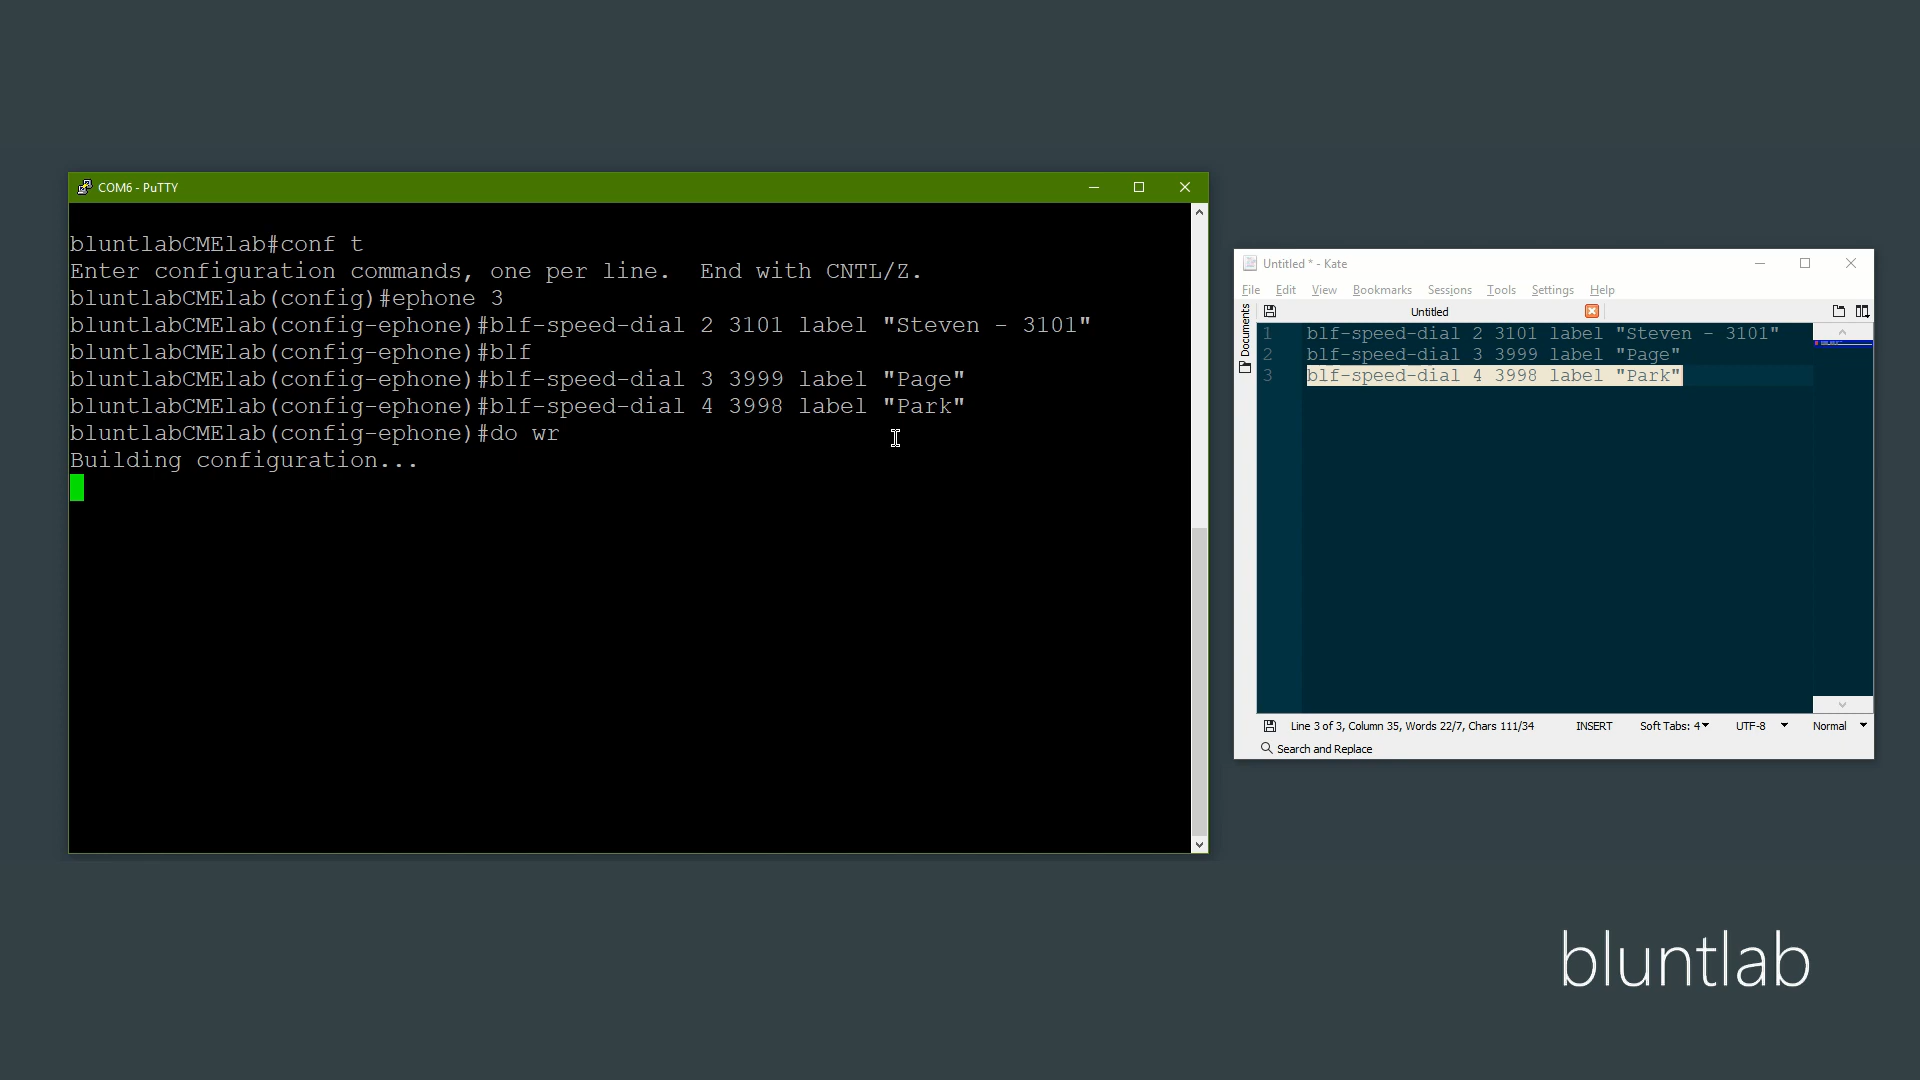 COM6 - PuTTY
bluntlabCMElab#conf t
Enter configuration commands, one per line.  End with CNTL/Z.
bluntlabCMElab(config)#ephone 3
bluntlabCMElab(config-ephone)#blf-speed-dial 2 3101 label "Steven - 3101"
bluntlabCMElab(config-ephone)#blf
bluntlabCMElab(config-ephone)#blf-speed-dial 3 3999 label "Page"
bluntlabCMElab(config-ephone)#blf-speed-dial 4 3998 label "Park"
bluntlabCMElab(config-ephone)#do wr
Building configuration...
Untitled * - Kate
File Edit View Bookmarks Sessions Tools Settings Help
Untitled
Documents
1 blf-speed-dial 2 3101 label "Steven - 3101"
2 blf-speed-dial 3 3999 label "Page"
3 blf-speed-dial 4 3998 label "Park"
Line 3 of 3, Column 35, Words 22/7, Chars 111/34 INSERT Soft Tabs: 4 UTF-8 Normal
Search and Replace
bluntlab